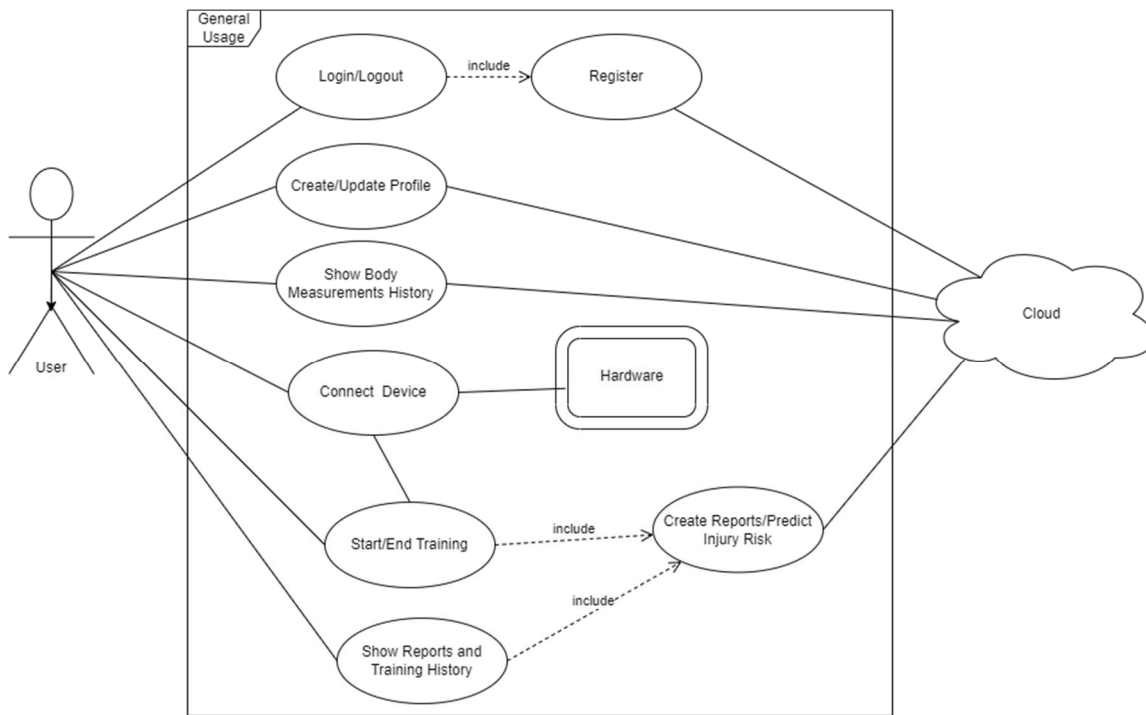 General
Usage
Login/Logout
include
Register
Create/Update Profile
Show Body
Measurements History
Cloud
User
Connect Device
Hardware
Start/End Training
include
Create Reports/Predict
Injury Risk
include
Show Reports and
Training History